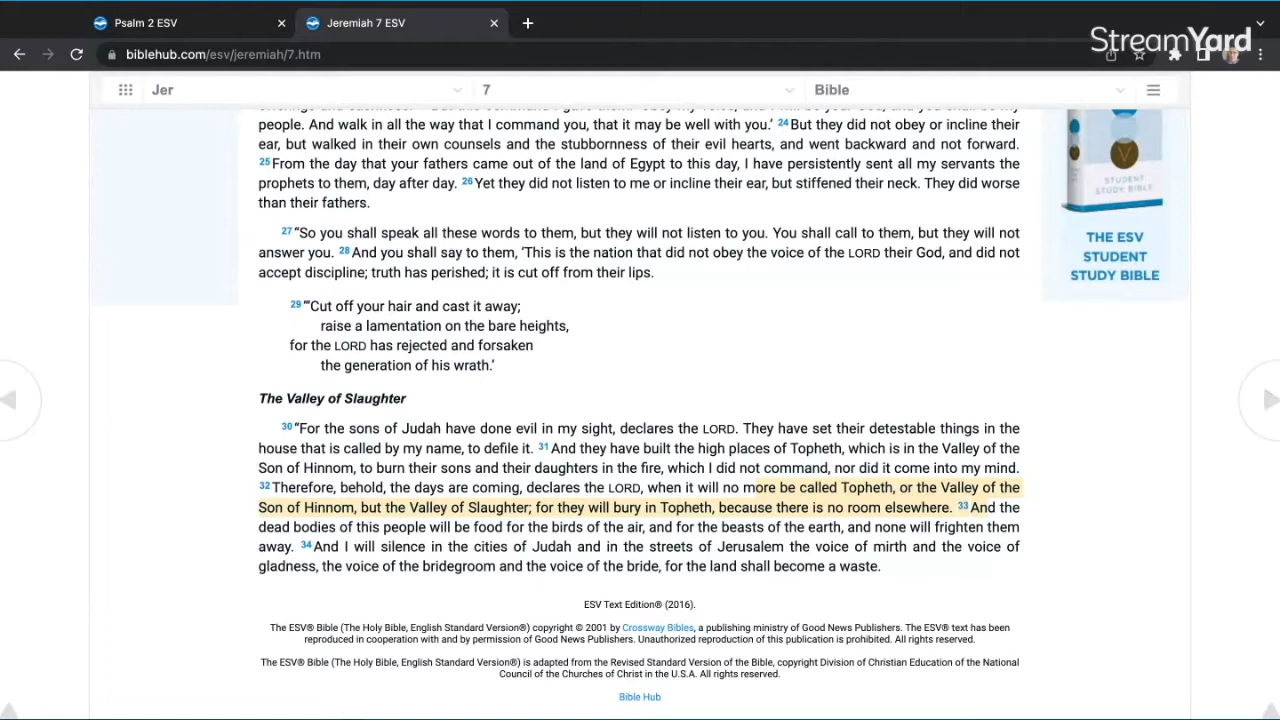 Psalm 2 ESV
Jeremiah 7 ESV
StreamYard
biblehub.com/esv/jeremiah/7.htm
Jer 7 Bible
people. And walk in all the way that I command you, that it may be well with you.’ 24 But they did not obey or incline their
ear, but walked in their own counsels and the stubbornness of their evil hearts, and went backward and not forward.
25 From the day that your fathers came out of the land of Egypt to this day, I have persistently sent all my servants the
prophets to them, day after day. 26 Yet they did not listen to me or incline their ear, but stiffened their neck. They did worse
than their fathers.
27 “So you shall speak all these words to them, but they will not listen to you. You shall call to them, but they will not
answer you. 28 And you shall say to them, ‘This is the nation that did not obey the voice of the LORD their God, and did not
accept discipline; truth has perished; it is cut off from their lips.
29 “‘Cut off your hair and cast it away;
raise a lamentation on the bare heights,
for the LORD has rejected and forsaken
the generation of his wrath.’
The Valley of Slaughter
30 “For the sons of Judah have done evil in my sight, declares the LORD. They have set their detestable things in the
house that is called by my name, to defile it. 31 And they have built the high places of Topheth, which is in the Valley of the
Son of Hinnom, to burn their sons and their daughters in the fire, which I did not command, nor did it come into my mind.
32 Therefore, behold, the days are coming, declares the LORD, when it will no more be called Topheth, or the Valley of the
Son of Hinnom, but the Valley of Slaughter; for they will bury in Topheth, because there is no room elsewhere. 33 And the
dead bodies of this people will be food for the birds of the air, and for the beasts of the earth, and none will frighten them
away. 34 And I will silence in the cities of Judah and in the streets of Jerusalem the voice of mirth and the voice of
gladness, the voice of the bridegroom and the voice of the bride, for the land shall become a waste.
STUDENT
STUDY BIBLE
THE ESV
STUDENT
STUDY BIBLE
ESV Text Edition® (2016).
The ESV® Bible (The Holy Bible, English Standard Version®) copyright © 2001 by Crossway Bibles, a publishing ministry of Good News Publishers. The ESV® text has been
reproduced in cooperation with and by permission of Good News Publishers. Unauthorized reproduction of this publication is prohibited. All rights reserved.
The ESV® Bible (The Holy Bible, English Standard Version®) is adapted from the Revised Standard Version of the Bible, copyright Division of Christian Education of the National
Council of the Churches of Christ in the U.S.A. All rights reserved.
Bible Hub